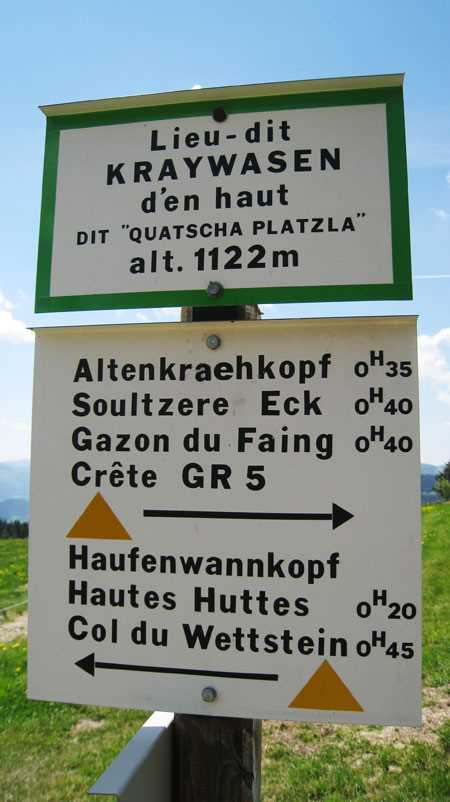 Lieu-dit
KRAYWASEN
d'en haut
DIT "QUATSCHA PLATZLA"
alt. 1122m
Altenkraehkopf 0H35
Soultzere Eck 0H40
Gazon du Faing 0H40
Crête GR 5
Haufenwannkopf
Hautes Huttes 0H20
Col du Wettstein 0H45